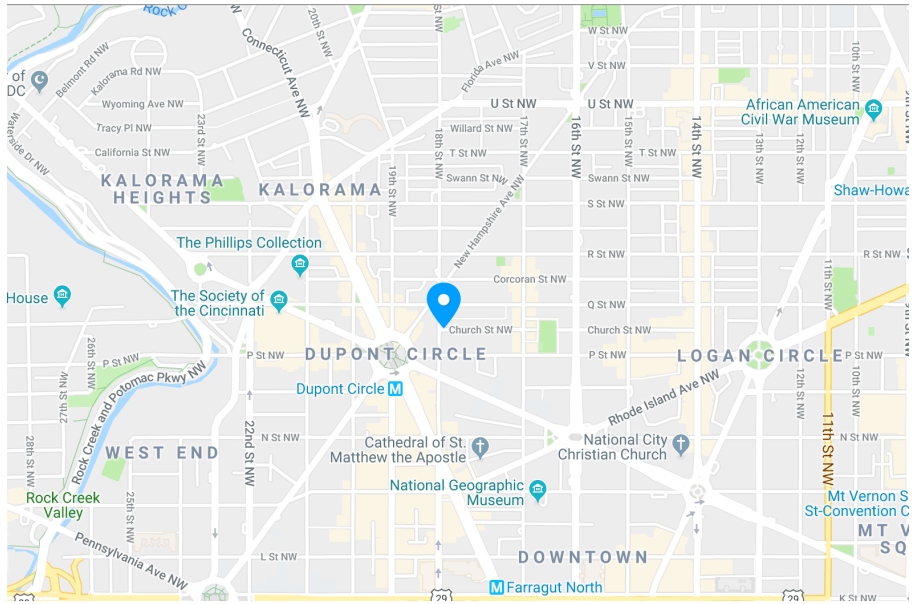 Rock C
20th St NW
Connecticut Ave NW
W St NW
V St NW
10th St NW
Belmont Rd NW
Kalorama Rd NW
Florida Ave NW
of
DC
Wyoming Ave NW
U St NW
U St NW
African American
Civil War Museum
Waterside Dr NW
Tracy Pl NW
23rd St NW
Willard St NW
18th St NW
17th St NW
16th St NW
15th St NW
14th St NW
13th St NW
12th St NW
California St NW
T St NW
T St NW
KALORAMA
HEIGHTS
KALORAMA
19th St NW
Swann St NW
Swann St NW
Shaw-Howa
S St NW
New Hampshire Ave NW
The Phillips Collection
R St NW
R St NW
11th St NW
Corcoran St NW
House
The Society of
the Cincinnati
Q St NW
9th St NW
Church St NW
Church St NW
26th St NW
P St NW
P St NW
DUPONT CIRCLE
P St NW
LOGAN CIRCLE
P St NW
27th St NW
Rock Creek and Potomac Pkwy NW
Dupont Circle
M
Rhode Island Ave NW
12th St NW
10th St NW
28th St NW
WEST END
22nd St NW
N St NW
Cathedral of St.
Matthew the Apostle
National City
Christian Church
N St NW
11th St NW
Rock Creek
Valley
25th St NW
National Geographic
Museum
Mt Vernon S
St-Convention C
MT V
SQ
Pennsylvania Ave NW
L St NW
DOWNTOWN
M
Farragut North
29
29
29
K St NW